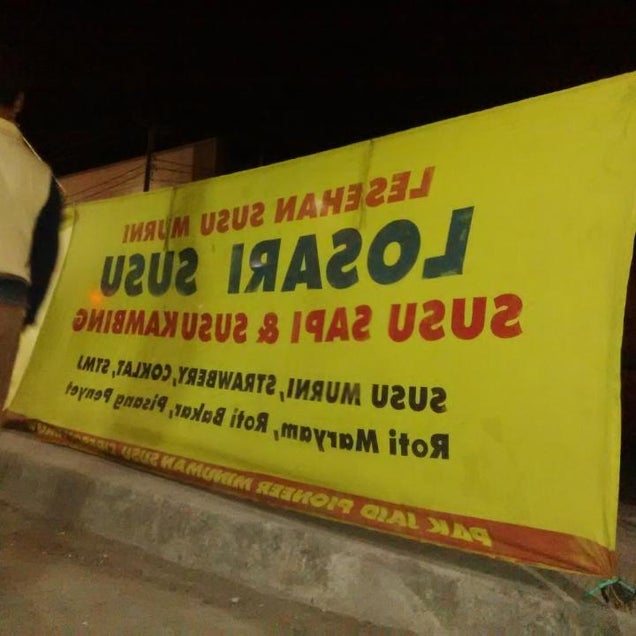 LESEHAN SUSU MURNI
LOSARI SUSU
SUSU SAPI & SUSU KAMBING
SUSU MURNI, STRAWBERY, COKLAT, STMJ
Roti Maryam, Roti Bakar, Pisang Penyet
PAK JAID PIONEER MINUMAN SUSU